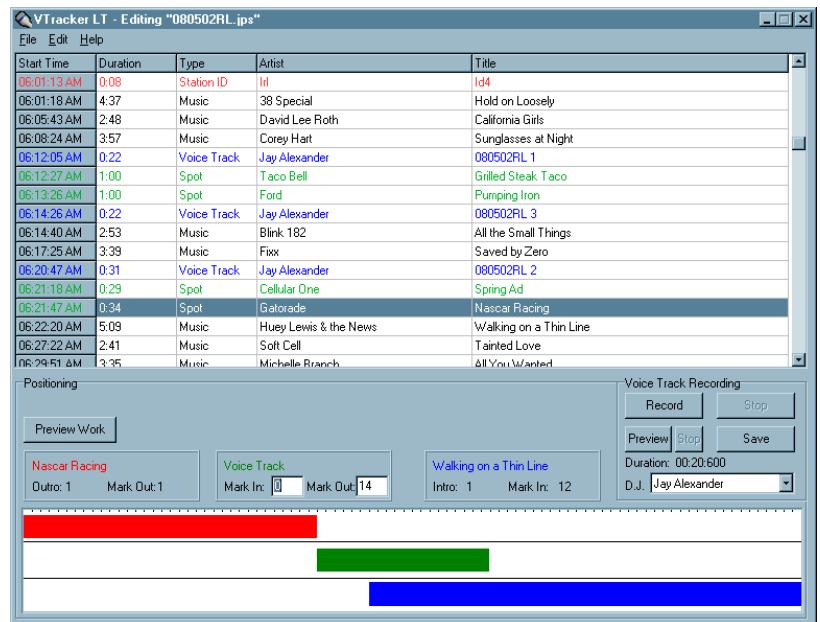 VTracker LT - Editing "080502RL.jps"
File Edit Help
Start Time Duration Type Artist Title
06:01:13 AM 0:08 Station ID Irl Id4
06:01:18 AM 4:37 Music 38 Special Hold on Loosely
06:05:43 AM 2:48 Music David Lee Roth California Girls
06:08:24 AM 3:57 Music Corey Hart Sunglasses at Night
06:12:05 AM 0:22 Voice Track Jay Alexander 080502RL 1
06:12:27 AM 1:00 Spot Taco Bell Grilled Steak Taco
06:13:26 AM 1:00 Spot Ford Pumping Iron
06:14:26 AM 0:22 Voice Track Jay Alexander 080502RL 3
06:14:40 AM 2:53 Music Blink 182 All the Small Things
06:17:25 AM 3:39 Music Fixx Saved by Zero
06:20:47 AM 0:31 Voice Track Jay Alexander 080502RL 2
06:21:18 AM 0:29 Spot Cellular One Spring Ad
06:21:47 AM 0:34 Spot Gatorade Nascar Racing
06:22:20 AM 5:09 Music Huey Lewis & the News Walking on a Thin Line
06:27:22 AM 2:41 Music Soft Cell Tainted Love
06:29:51 AM 3:35 Music Michelle Branch All You Wanted
Positioning Voice Track Recording
Record Stop
Preview Work
Preview Stop Save
Nascar Racing Voice Track Walking on a Thin Line Duration: 00:20:600
Outro: 1 Mark Out:1 Mark In: 0 Mark Out: 14 Intro: 1 Mark In: 12 D.J. Jay Alexander